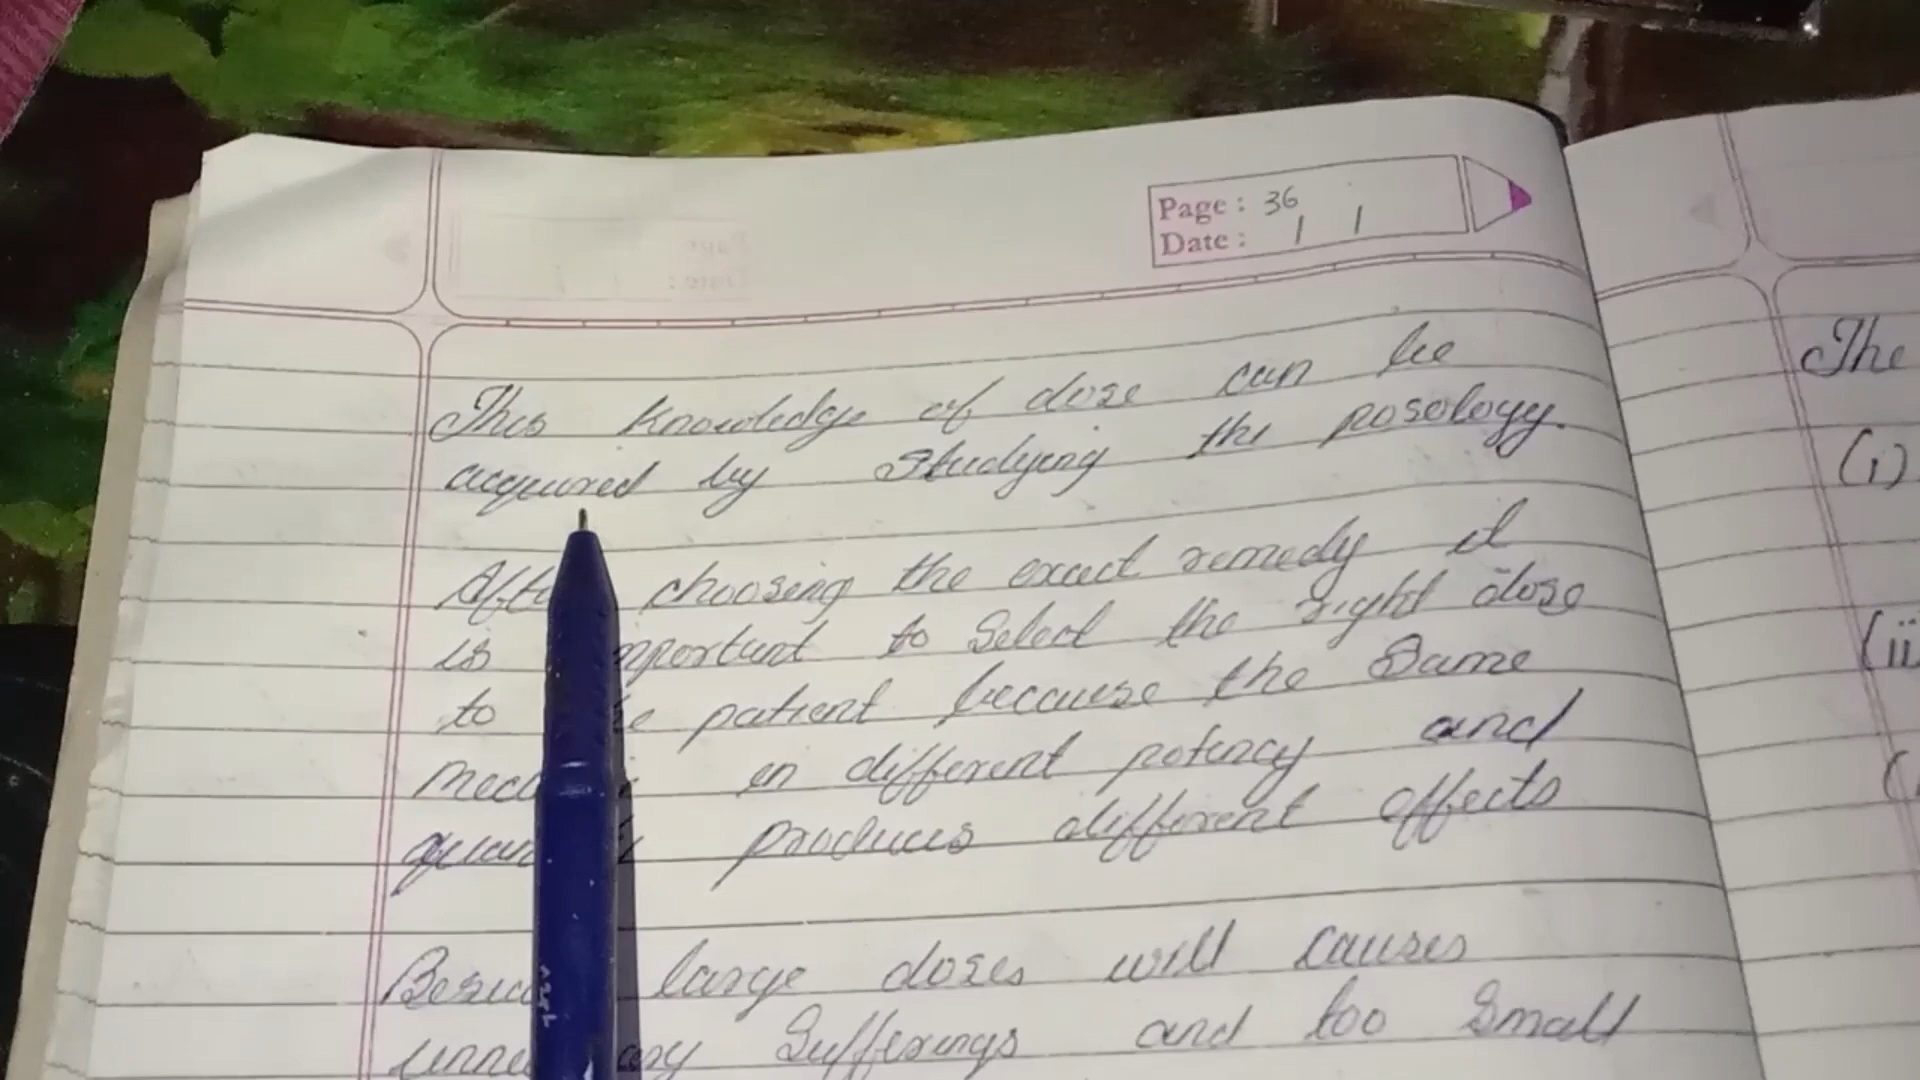 Page : 36
Date : / /
This knowledge of dose can be
acquired by studying the posology.
After choosing the exact remedy it
is important to Select the right dose
to the patient because the Same
in different potency and
quantity produces different effects
large doses will causes
Sufferings and too Small
The
(i)
(ii